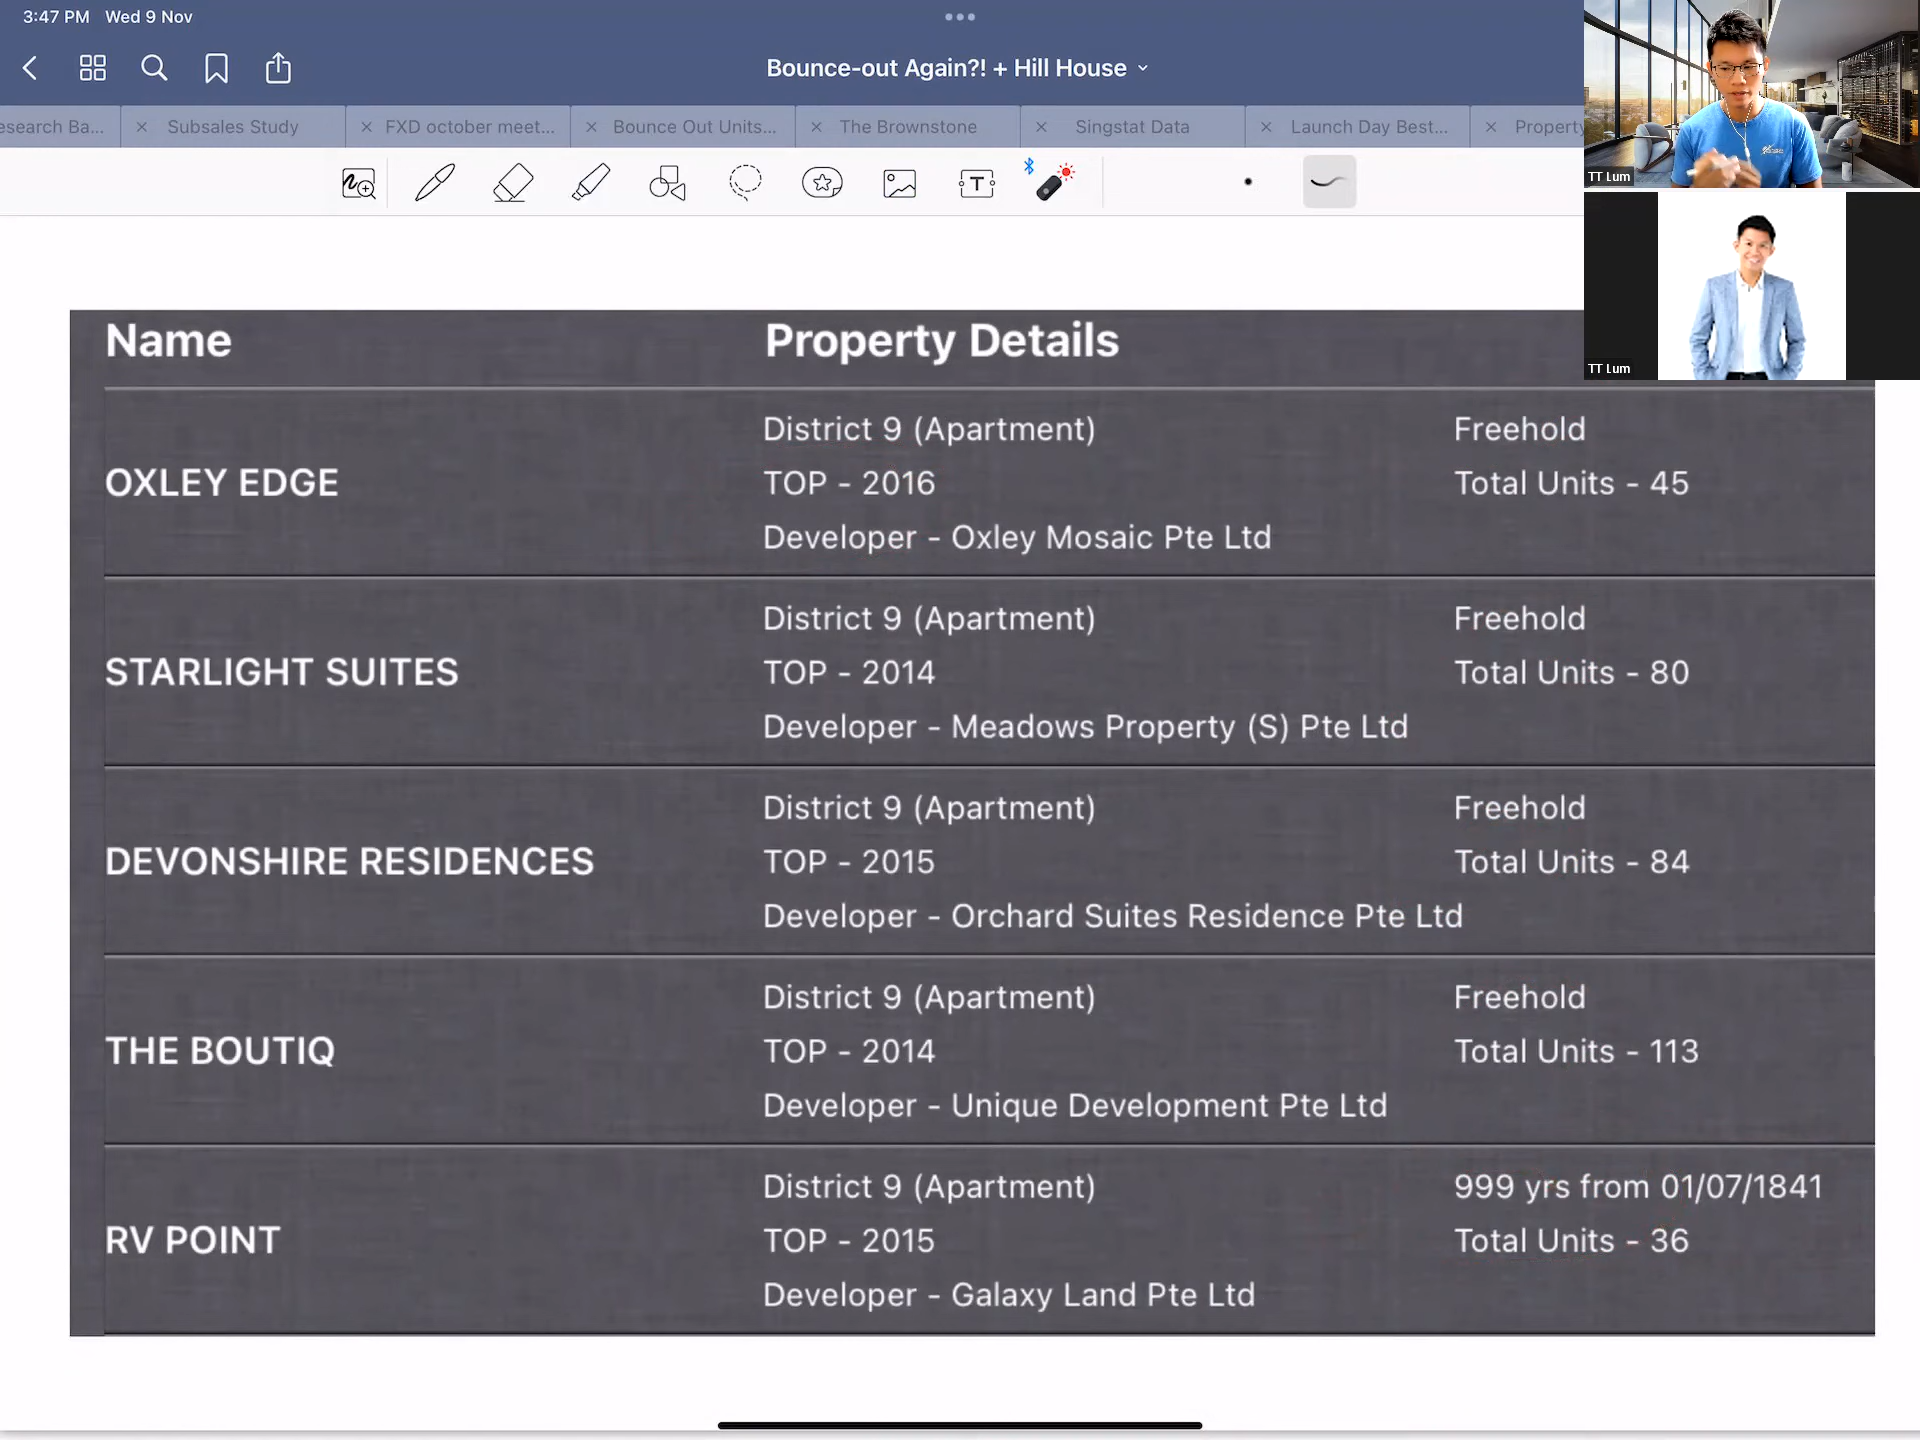 3:47 PM Wed 9 Nov
Bounce-out Again?! + Hill House
esearch Ba...
Subsales Study
FXD october meet...
Bounce Out Units...
The Brownstone
Singstat Data
Launch Day Best...
Property
T
TT Lum
TT Lum
Name
Property Details
OXLEY EDGE
District 9 (Apartment)
Freehold
TOP - 2016
Total Units - 45
Developer - Oxley Mosaic Pte Ltd
STARLIGHT SUITES
District 9 (Apartment)
Freehold
TOP - 2014
Total Units - 80
Developer - Meadows Property (S) Pte Ltd
DEVONSHIRE RESIDENCES
District 9 (Apartment)
Freehold
TOP - 2015
Total Units - 84
Developer - Orchard Suites Residence Pte Ltd
THE BOUTIQ
District 9 (Apartment)
Freehold
TOP - 2014
Total Units - 113
Developer - Unique Development Pte Ltd
RV POINT
District 9 (Apartment)
999 yrs from 01/07/1841
TOP - 2015
Total Units - 36
Developer - Galaxy Land Pte Ltd